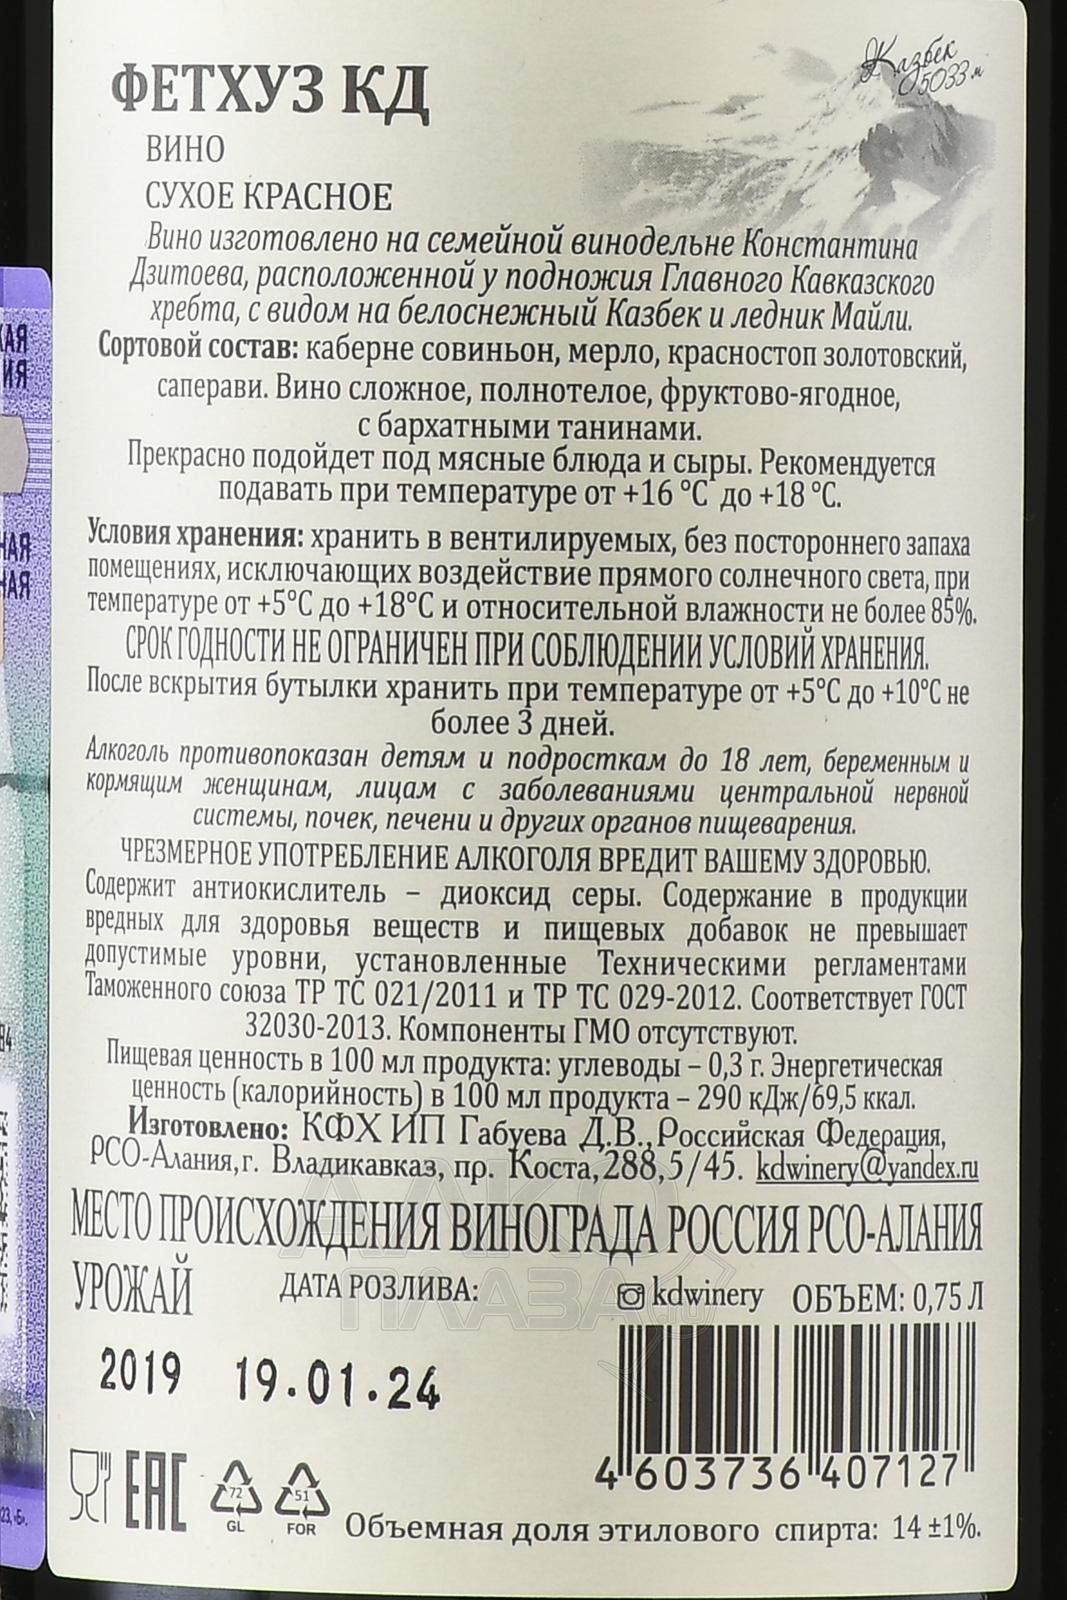 Казбек
5033 м
ФЕТХУЗ КД
ВИНО
СУХОЕ КРАСНОЕ
Вино изготовлено на семейной винодельне Константина
Дзитоева, расположенной у подножия Главного Кавказского
хребта, с видом на белоснежный Казбек и ледник Майли.
Сортовой состав: каберне совиньон, мерло, красностоп золотовский,
саперави. Вино сложное, полнотелое, фруктово-ягодное,
с бархатными танинами.
Прекрасно подойдет под мясные блюда и сыры. Рекомендуется
подавать при температуре от +16 °С до +18 °С.
Условия хранения: хранить в вентилируемых, без постороннего запаха
помещениях, исключающих воздействие прямого солнечного света, при
температуре от +5°С до +18°С и относительной влажности не более 85%.
СРОК ГОДНОСТИ НЕ ОГРАНИЧЕН ПРИ СОБЛЮДЕНИИ УСЛОВИЙ ХРАНЕНИЯ.
После вскрытия бутылки хранить при температуре от +5°С до +10°С не
более 3 дней.
Алкоголь противопоказан детям и подросткам до 18 лет, беременным и
кормящим женщинам, лицам с заболеваниями центральной нервной
системы, почек, печени и других органов пищеварения.
ЧРЕЗМЕРНОЕ УПОТРЕБЛЕНИЕ АЛКОГОЛЯ ВРЕДИТ ВАШЕМУ ЗДОРОВЬЮ.
Содержит антиокислитель – диоксид серы. Содержание в продукции
вредных для здоровья веществ и пищевых добавок не превышает
допустимые уровни, установленные Техническими регламентами
Таможенного союза ТР ТС 021/2011 и ТР ТС 029-2012. Соответствует ГОСТ
32030-2013. Компоненты ГМО отсутствуют.
Пищевая ценность в 100 мл продукта: углеводы – 0,3 г. Энергетическая
ценность (калорийность) в 100 мл продукта – 290 кДж/69,5 ккал.
Изготовлено: КФХ ИП Габуева Д.В., Российская Федерация,
РСО-Алания, г. Владикавказ, пр. Коста, 288, 5/45. kdwinery@yandex.ru
МЕСТО ПРОИСХОЖДЕНИЯ ВИНОГРАДА РОССИЯ РСО-АЛАНИЯ
УРОЖАЙ ДАТА РОЗЛИВА: kdwinery ОБЪЕМ: 0,75 Л
АЛКО
ПЛАЗА.ru
2019 19.01.24
4 603736 407127
EAC
72
GL
51
FOR
Объемная доля этилового спирта: 14 ±1%.